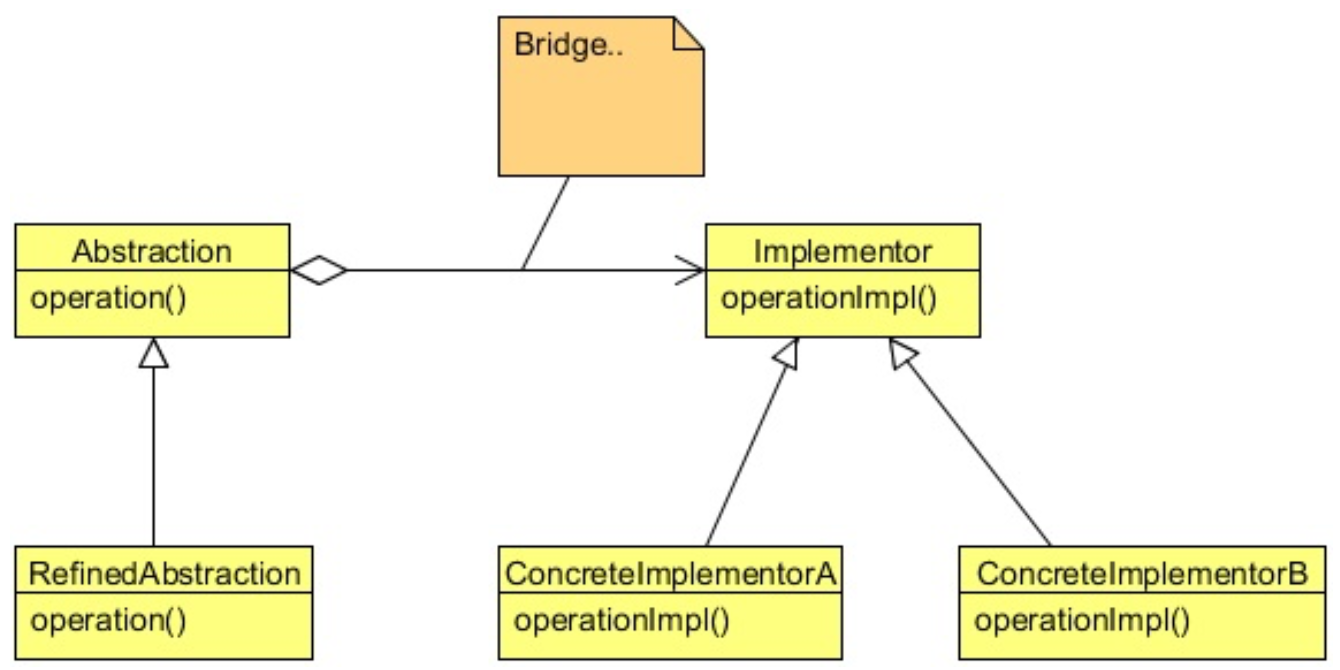 Bridge..
Abstraction
operation()
Implementor
operationImpl()
RefinedAbstraction
operation()
ConcreteImplementorA
operationImpl()
ConcreteImplementorB
operationImpl()